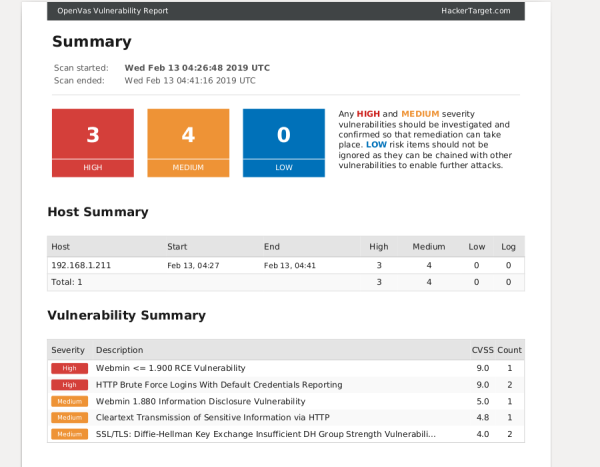 OpenVas Vulnerability Report HackerTarget.com
Summary
Scan started: Wed Feb 13 04:26:48 2019 UTC
Scan ended: Wed Feb 13 04:41:16 2019 UTC
3 4 0
HIGH MEDIUM LOW
Any HIGH and MEDIUM severity
vulnerabilities should be investigated and
confirmed so that remediation can take
place. LOW risk items should not be
ignored as they can be chained with other
vulnerabilities to enable further attacks.
Host Summary
Host Start End High Medium Low Log
192.168.1.211 Feb 13, 04:27 Feb 13, 04:41 3 4 0 0
Total: 1 3 4 0 0
Vulnerability Summary
Severity Description CVSS Count
High Webmin <= 1.900 RCE Vulnerability 9.0 1
High HTTP Brute Force Logins With Default Credentials Reporting 9.0 2
Medium Webmin 1.880 Information Disclosure Vulnerability 5.0 1
Medium Cleartext Transmission of Sensitive Information via HTTP 4.8 1
Medium SSL/TLS: Diffie-Hellman Key Exchange Insufficient DH Group Strength Vulnerabili... 4.0 2